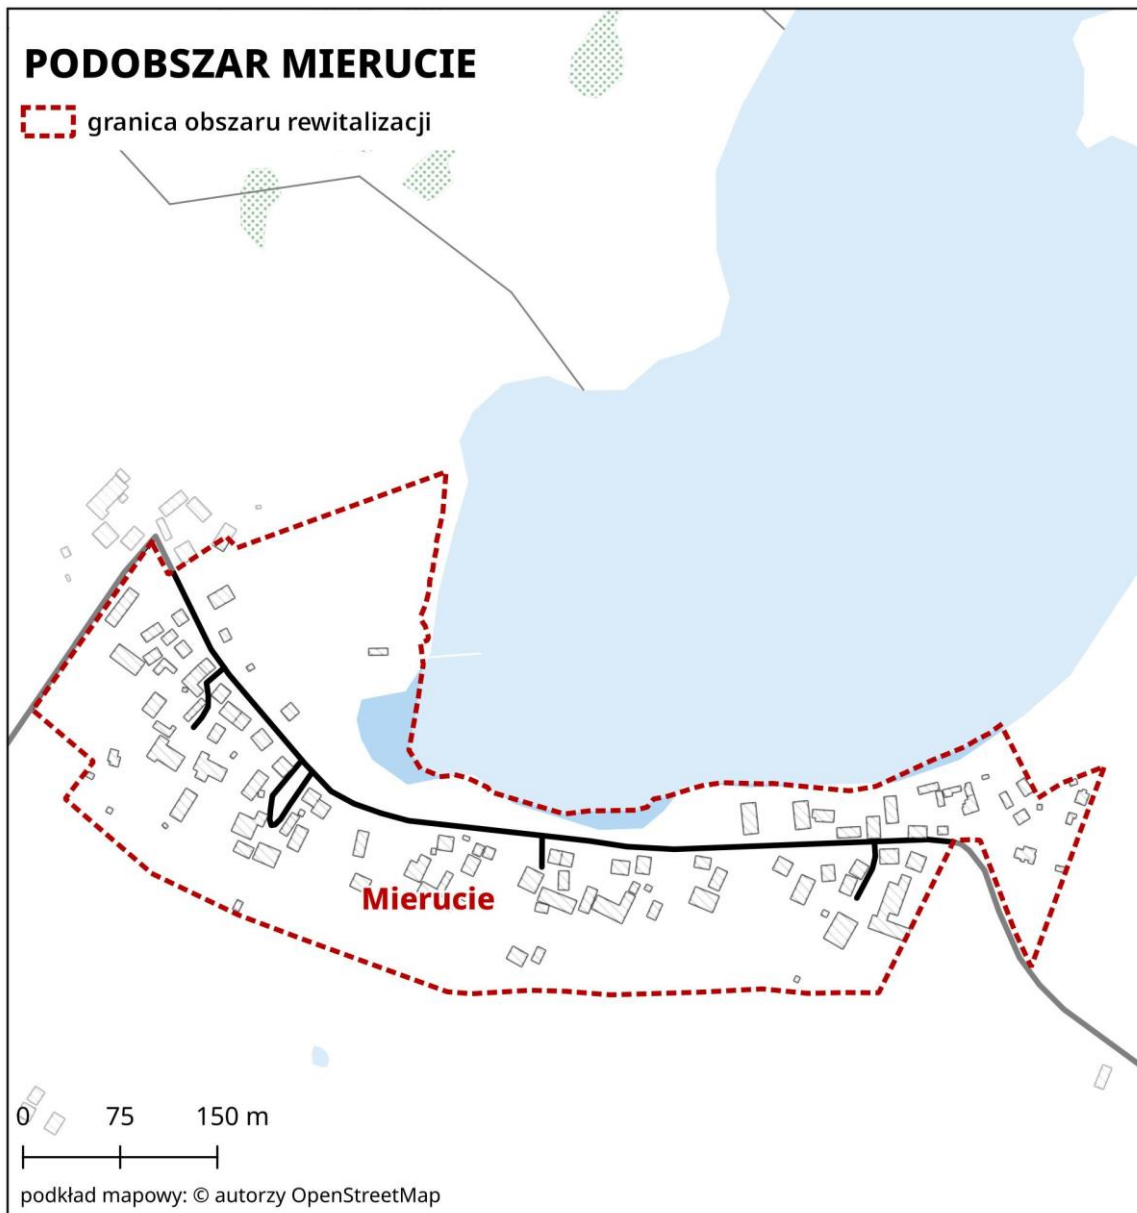 PODOBSZAR MIERUCIE
granica obszaru rewitalizacji
Mierucie
0 75 150 m
podkład mapowy: © autorzy OpenStreetMap